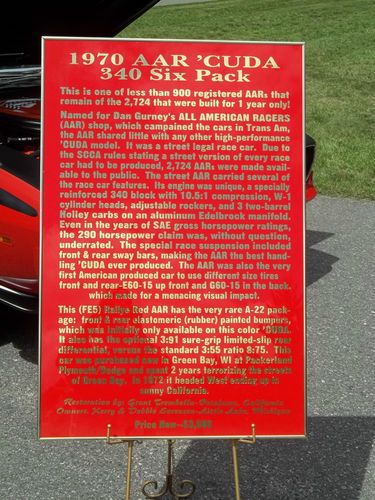 1970 AAR 'CUDA
340 Six Pack
This is one of less than 900 registered AARs that
remain of the 2,724 that were built for 1 year only!
Named for Dan Gurney's ALL AMERICAN RACERS
(AAR) shop, which campained the cars in Trans Am,
the AAR shared little with any other high-performance
'CUDA model. It was a street legal race car. Due to
the SCCA rules stating a street version of every race
car had to be produced, 2,724 AARs were made avail-
able to the public. The street AAR carried several of
the race car features. Its engine was unique, a specially
reinforced 340 block with 10.5:1 compression, W-1
cylinder heads, adjustable rockers, and 3 two-barrel
Holley carbs on an aluminum Edelbrock manifold.
Even in the years of SAE gross horsepower ratings,
the 290 horsepower claim was, without question,
underrated. The special race suspension included
front & rear sway bars, making the AAR the best hand-
ling 'CUDA ever produced. The AAR was also the very
first American produced car to use different size tires
front and rear-E60-15 up front and G60-15 in the back,
which made for a menacing visual impact.
This (FE5) Rallye Red AAR has the very rare A-22 pack-
age: front & rear elastomeric (rubber) painted bumpers,
which was initially only available on this color 'CUDA.
It also has the optional 3:91 sure-grip limited-slip rear
differential, versus the standard 3:55 ratio 8:75. This
car was purchased new in Green Bay, WI at Packerland
Plymouth/Dodge and spent 2 years terrorizing the streets
of Green Bay. In 1972 it headed West ending up in
sunny California.
Restoration by: Grant California
Owners, Kerry & Debbie Lake, Michigan
Price New